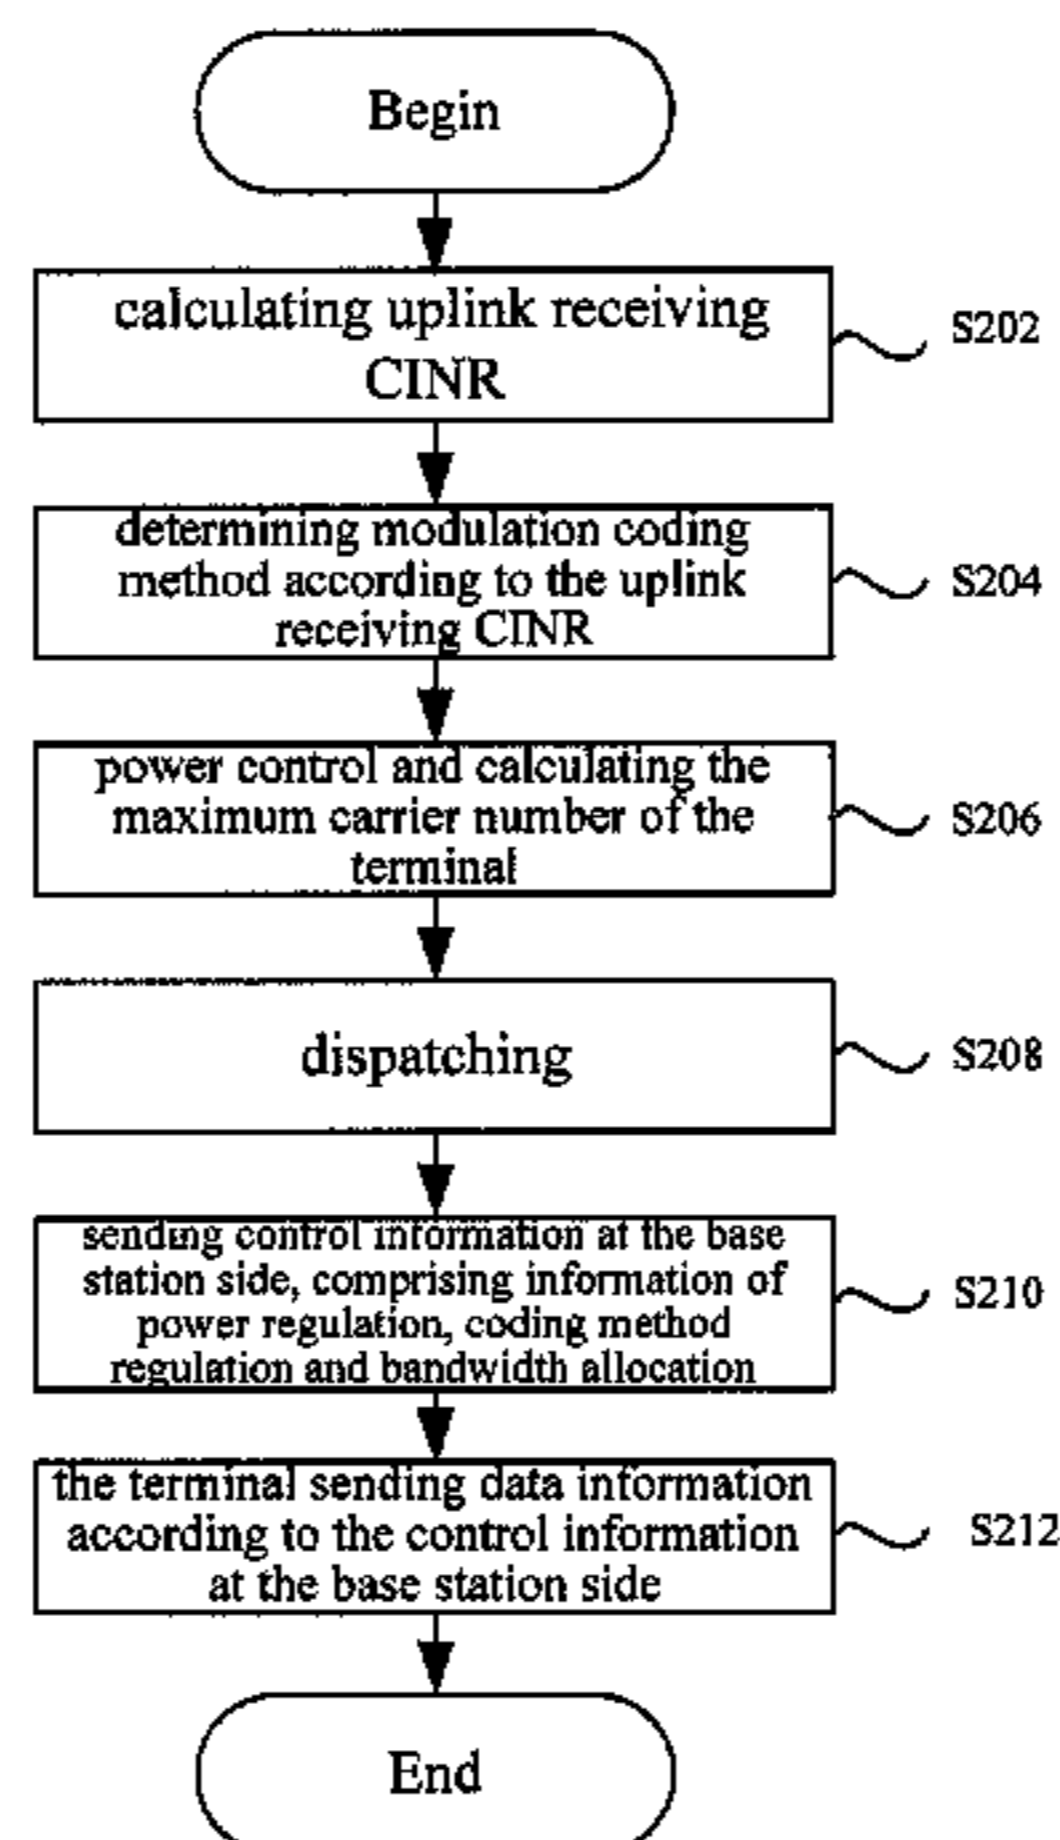 Begin
calculating uplink receiving
CINR
S202
determining modulation coding
method according to the uplink
receiving CINR
S204
power control and calculating the
maximum carrier number of the
terminal
S206
dispatching
S208
sending control information at the base
station side, comprising information of
power regulation, coding method
regulation and bandwidth allocation
S210
the terminal sending data information
according to the control information
at the base station side
S212
End